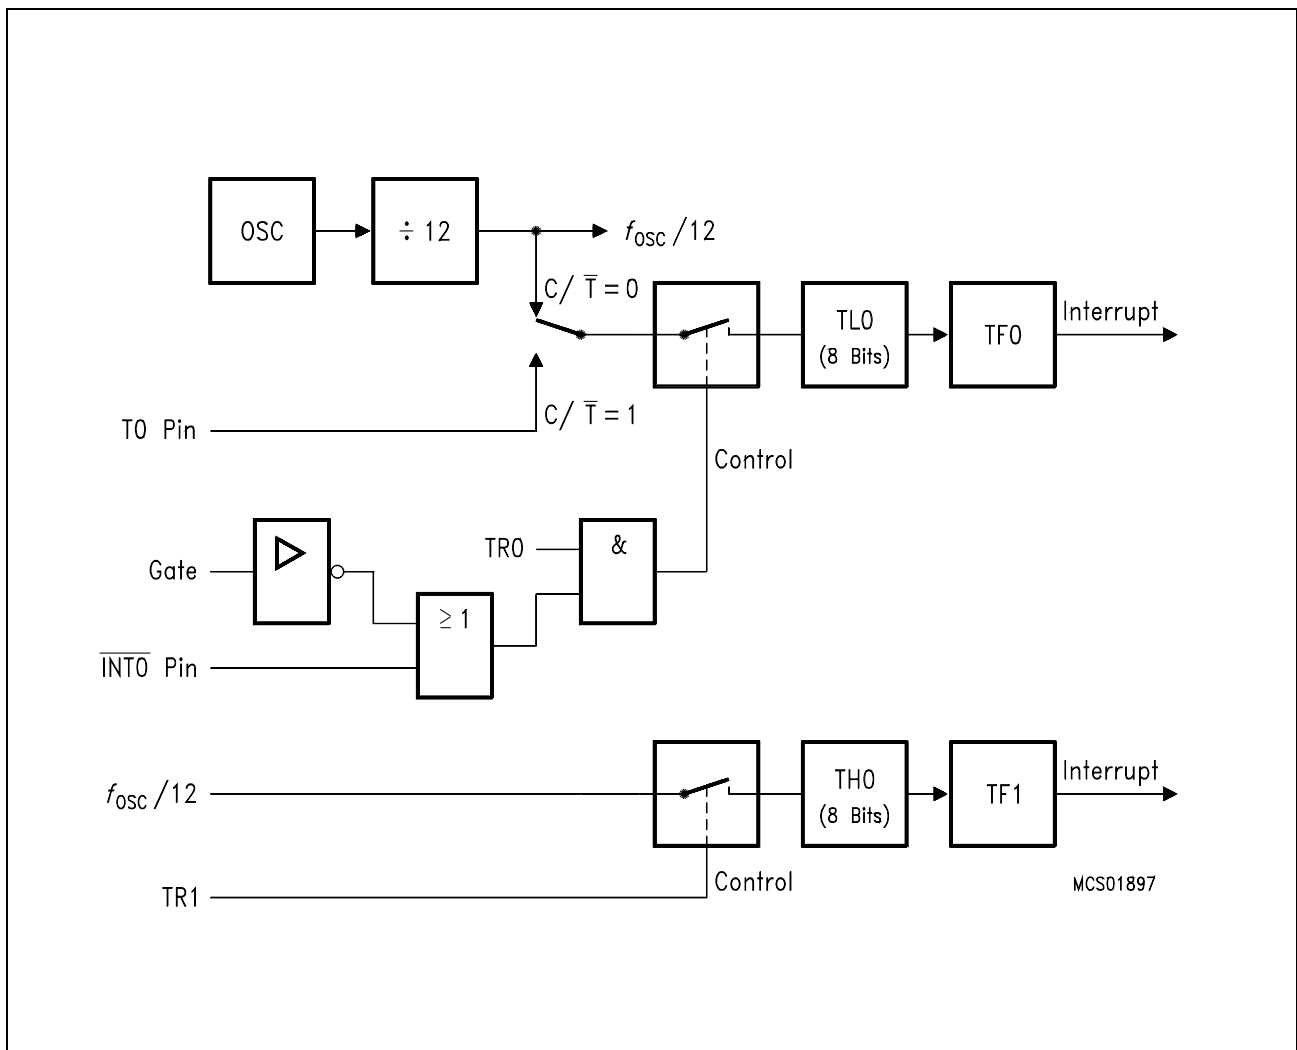 OSC
÷ 12
fOSC /12
C/ T̅ = 0
TL0
(8 Bits)
TF0
Interrupt
T0 Pin
C/ T̅ = 1
Control
TR0
&
Gate
≥ 1
I̅N̅T̅0̅ Pin
fOSC /12
TH0
(8 Bits)
TF1
Interrupt
TR1
Control
MCS01897